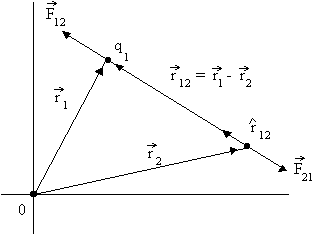 F⃗₁₂
q₁
r⃗₁₂ = r⃗₁ - r⃗₂
r⃗₁
r̂₁₂
r⃗₂
F⃗₂₁
0